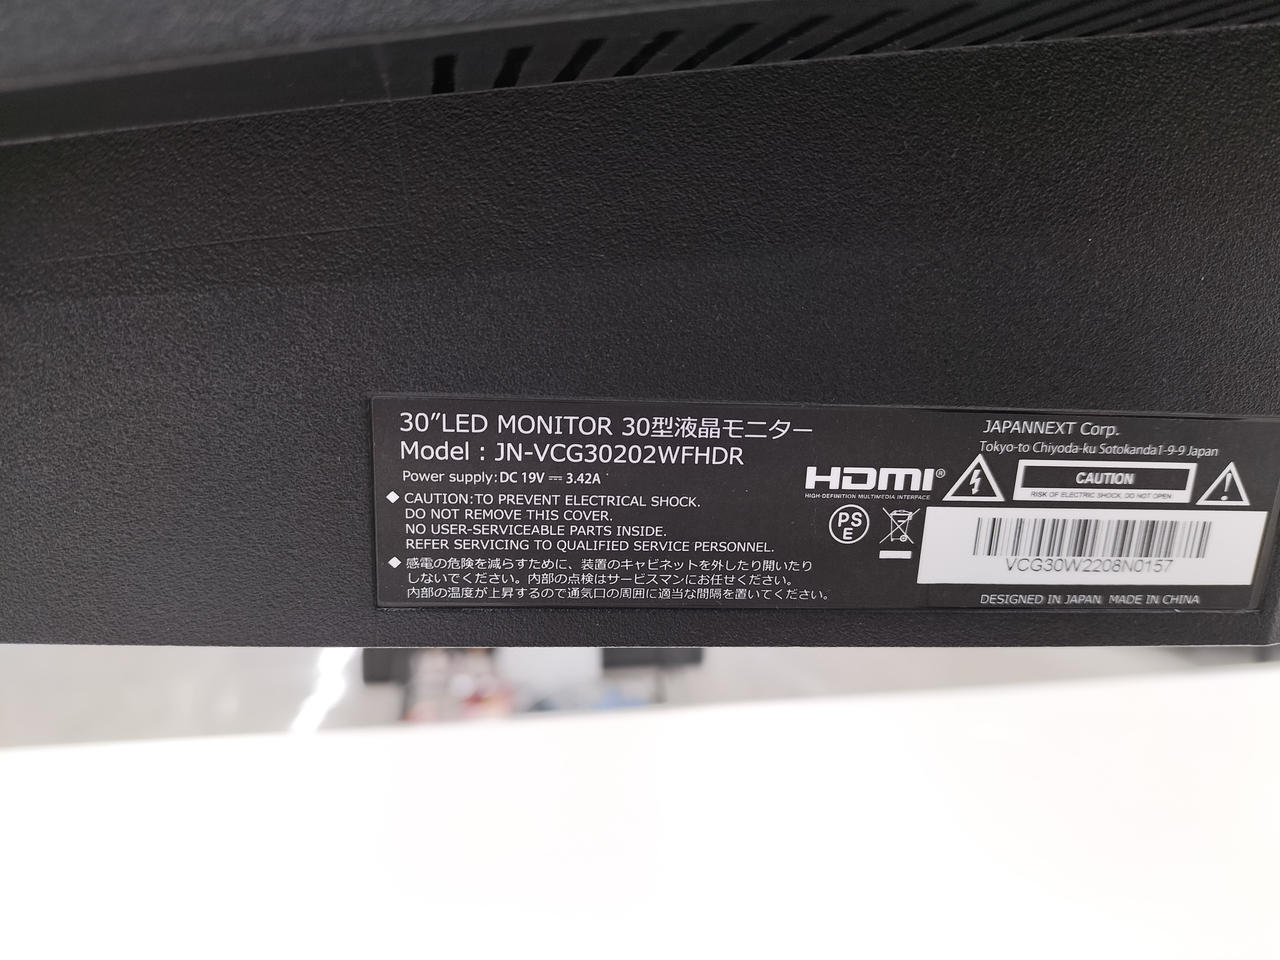 30"LED MONITOR 30型液晶モニター
Model : JN-VCG30202WFHDR
Power supply: DC 19V ⎓ 3.42A
◆ CAUTION:TO PREVENT ELECTRICAL SHOCK.
DO NOT REMOVE THIS COVER.
NO USER-SERVICEABLE PARTS INSIDE.
REFER SERVICING TO QUALIFIED SERVICE PERSONNEL.
◆ 感電の危険を減らすために、装置のキャビネットを外したり開いたり
しないでください。内部の点検はサービスマンにお任せください。
内部の温度が上昇するので通気口の周囲に適当な間隔を置いてください。
JAPANNEXT Corp.
Tokyo-to Chiyoda-ku Sotokanda1-9-9 Japan
HDMI®
HIGH-DEFINITION MULTIMEDIA INTERFACE
CAUTION
RISK OF ELECTRIC SHOCK, DO NOT OPEN
PS
E
VCG30W2208N0157
DESIGNED IN JAPAN MADE IN CHINA